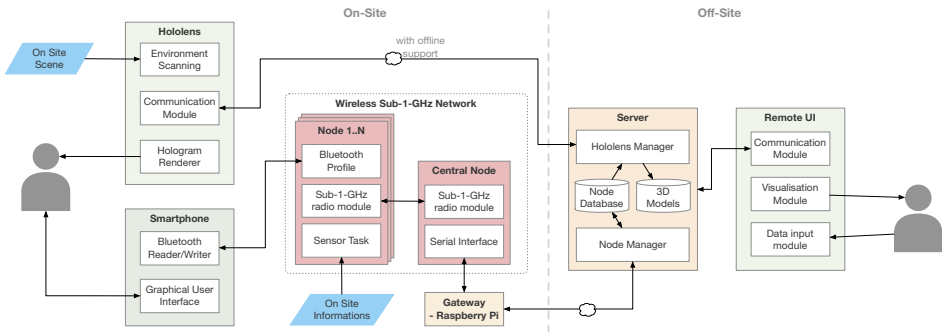 On-Site
Off-Site
Hololens
On Site
Scene
Environment
Scanning
Communication
Module
Hologram
Renderer
with offline
support
Wireless Sub-1-GHz Network
Node 1..N
Bluetooth
Profile
Sub-1-GHz
radio module
Sensor Task
Central Node
Sub-1-GHz
radio module
Serial Interface
Smartphone
Bluetooth
Reader/Writer
Graphical User
Interface
On Site
Informations
Gateway
- Raspberry Pi
Server
Hololens Manager
Node
Database
3D
Models
Node Manager
Remote UI
Communication
Module
Visualisation
Module
Data input
module